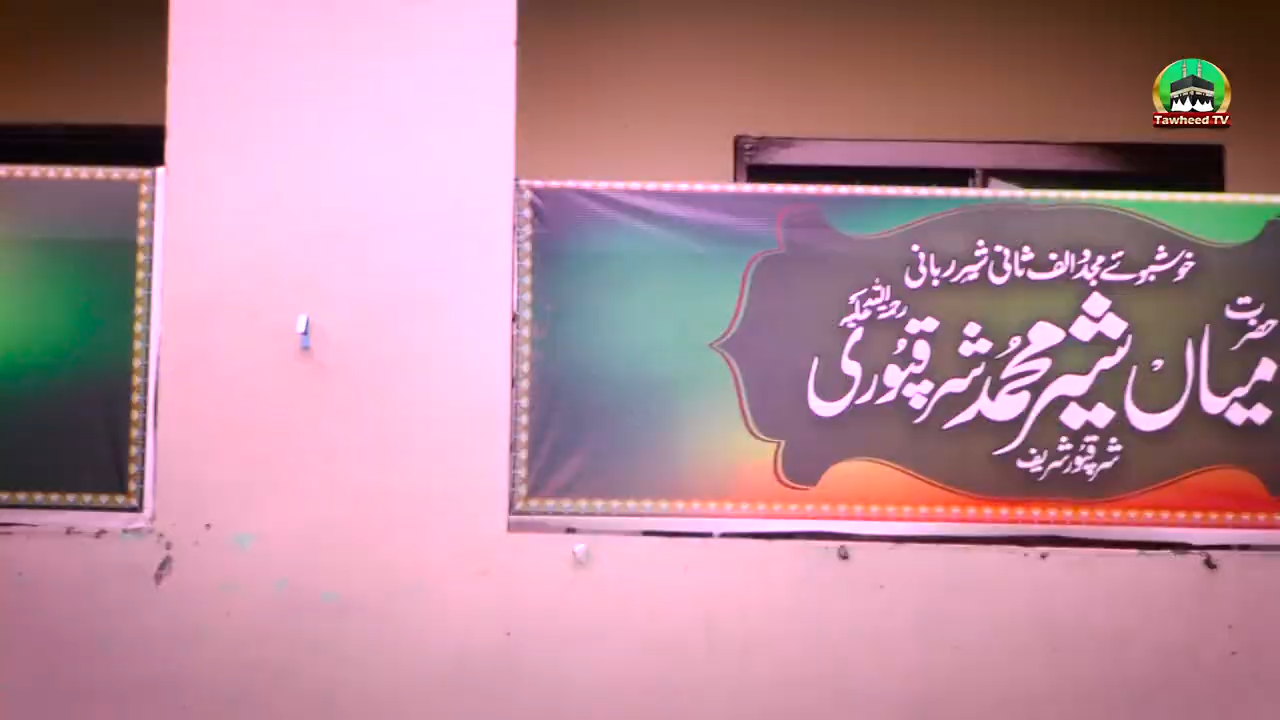 Tawheed TV
خوشبوئے مجدد الف ثانی شیر ربانی
حضرت میاں شیر محمد شرقپوری رحمۃ اللہ علیہ
شرقپور شریف